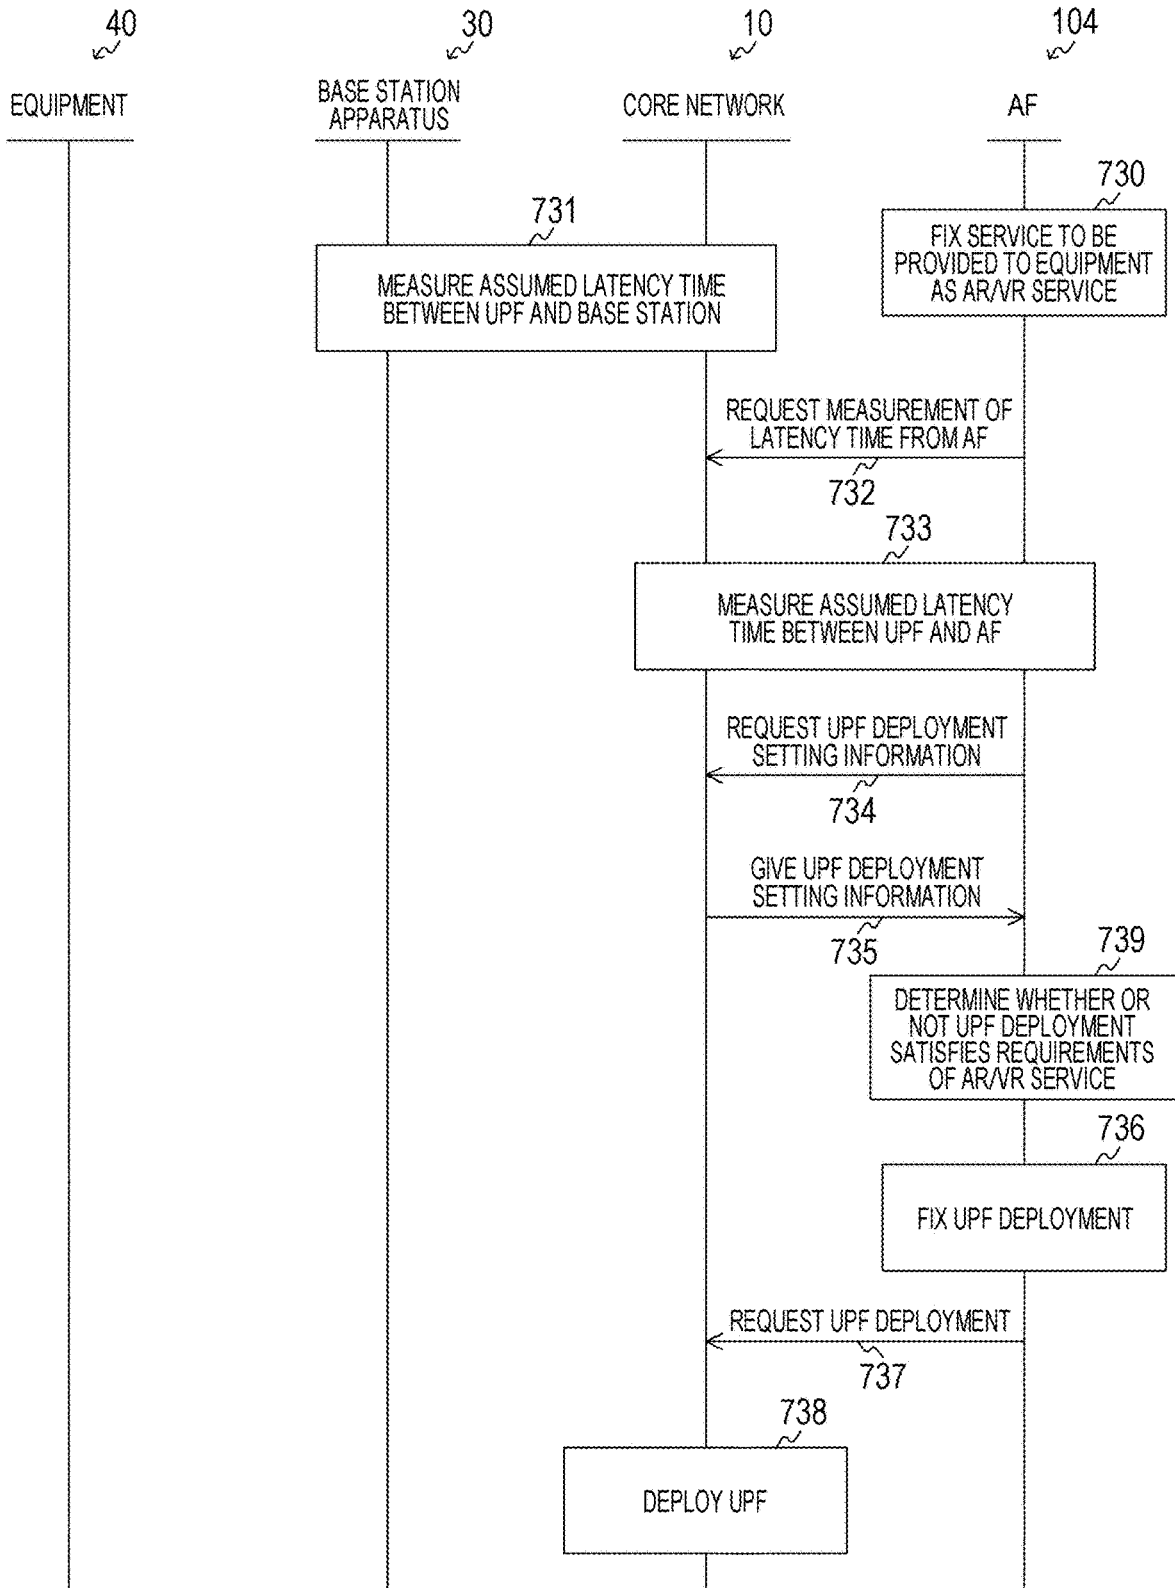 40
30
10
104
EQUIPMENT
BASE STATION
APPARATUS
CORE NETWORK
AF
730
FIX SERVICE TO BE
PROVIDED TO EQUIPMENT
AS AR/VR SERVICE
731
MEASURE ASSUMED LATENCY TIME
BETWEEN UPF AND BASE STATION
REQUEST MEASUREMENT OF
LATENCY TIME FROM AF
732
733
MEASURE ASSUMED LATENCY
TIME BETWEEN UPF AND AF
REQUEST UPF DEPLOYMENT
SETTING INFORMATION
734
GIVE UPF DEPLOYMENT
SETTING INFORMATION
735
739
DETERMINE WHETHER OR
NOT UPF DEPLOYMENT
SATISFIES REQUIREMENTS
OF AR/VR SERVICE
736
FIX UPF DEPLOYMENT
REQUEST UPF DEPLOYMENT
737
738
DEPLOY UPF